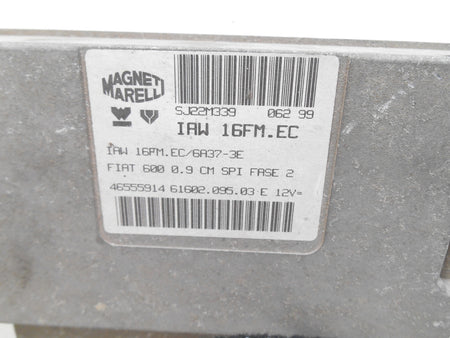 MAGNETI
MARELLI
SJ22M339 062 99
IAW 16FM.EC
IAW 16FM.EC/6A37-3E
FIAT 600 0.9 CM SPI FASE 2
46555914 61602.095.03 E 12V=